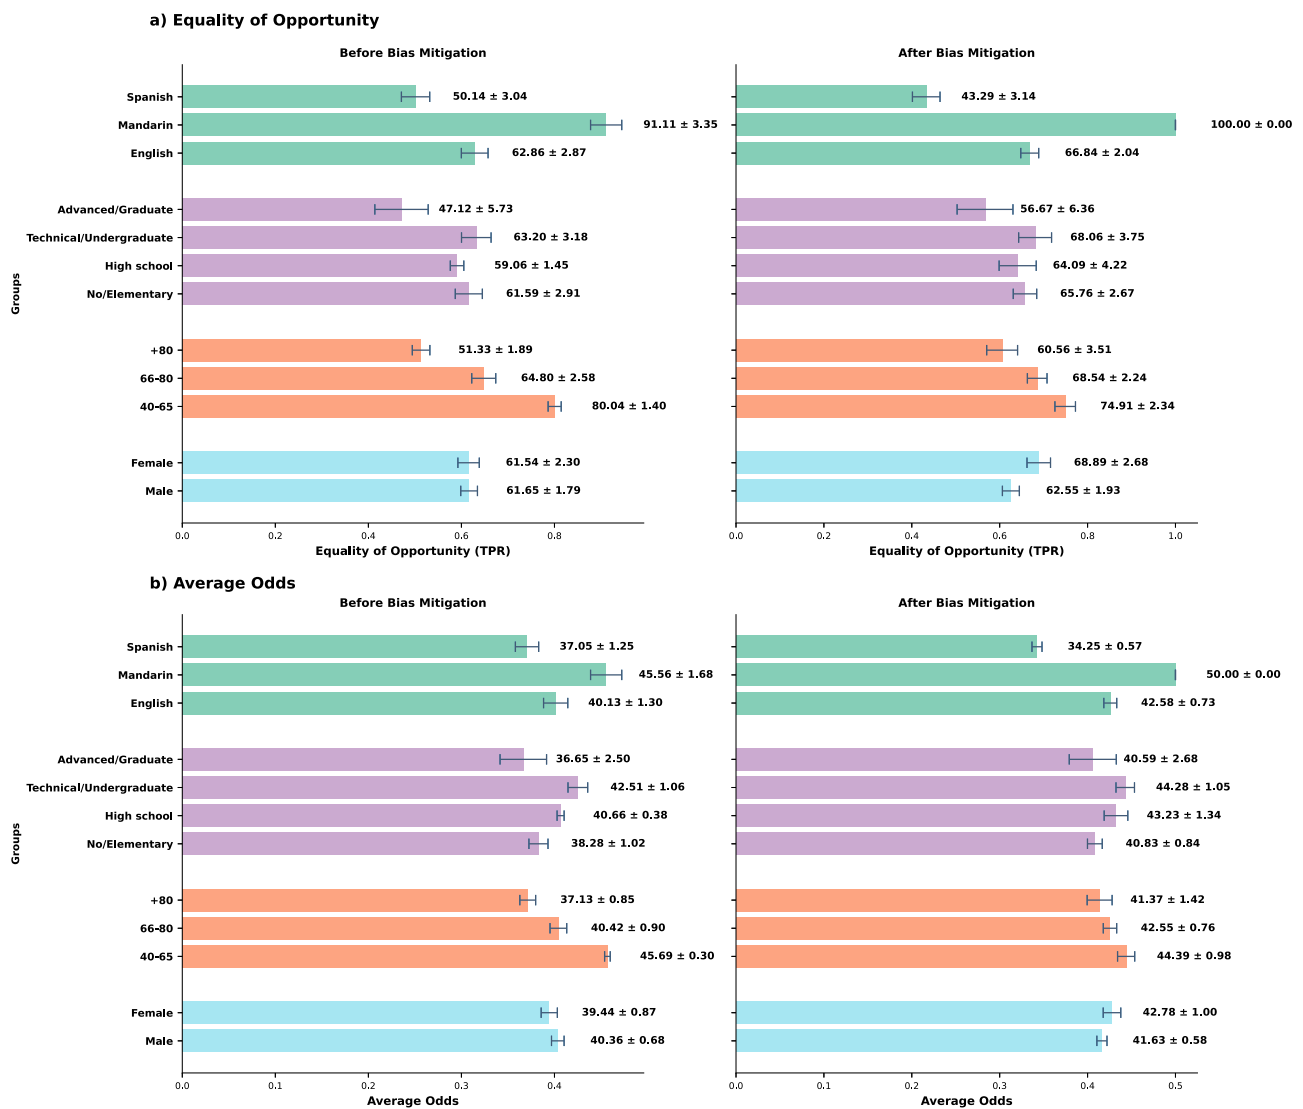 a) Equality of Opportunity
Before Bias Mitigation
Spanish
50.14 ± 3.04
Mandarin
91.11 ± 3.35
English
62.86 ± 2.87
Advanced/Graduate
47.12 ± 5.73
Technical/Undergraduate
63.20 ± 3.18
High school
59.06 ± 1.45
No/Elementary
61.59 ± 2.91
+80
51.33 ± 1.89
66-80
64.80 ± 2.58
40-65
80.04 ± 1.40
Female
61.54 ± 2.30
Male
61.65 ± 1.79
Groups
0.0 0.2 0.4 0.6 0.8
Equality of Opportunity (TPR)
After Bias Mitigation
43.29 ± 3.14
100.00 ± 0.00
66.84 ± 2.04
56.67 ± 6.36
68.06 ± 3.75
64.09 ± 4.22
65.76 ± 2.67
60.56 ± 3.51
68.54 ± 2.24
74.91 ± 2.34
68.89 ± 2.68
62.55 ± 1.93
0.0 0.2 0.4 0.6 0.8 1.0
Equality of Opportunity (TPR)
b) Average Odds
Before Bias Mitigation
Spanish
37.05 ± 1.25
Mandarin
45.56 ± 1.68
English
40.13 ± 1.30
Advanced/Graduate
36.65 ± 2.50
Technical/Undergraduate
42.51 ± 1.06
High school
40.66 ± 0.38
No/Elementary
38.28 ± 1.02
+80
37.13 ± 0.85
66-80
40.42 ± 0.90
40-65
45.69 ± 0.30
Female
39.44 ± 0.87
Male
40.36 ± 0.68
Groups
0.0 0.1 0.2 0.3 0.4
Average Odds
After Bias Mitigation
34.25 ± 0.57
50.00 ± 0.00
42.58 ± 0.73
40.59 ± 2.68
44.28 ± 1.05
43.23 ± 1.34
40.83 ± 0.84
41.37 ± 1.42
42.55 ± 0.76
44.39 ± 0.98
42.78 ± 1.00
41.63 ± 0.58
0.0 0.1 0.2 0.3 0.4 0.5
Average Odds